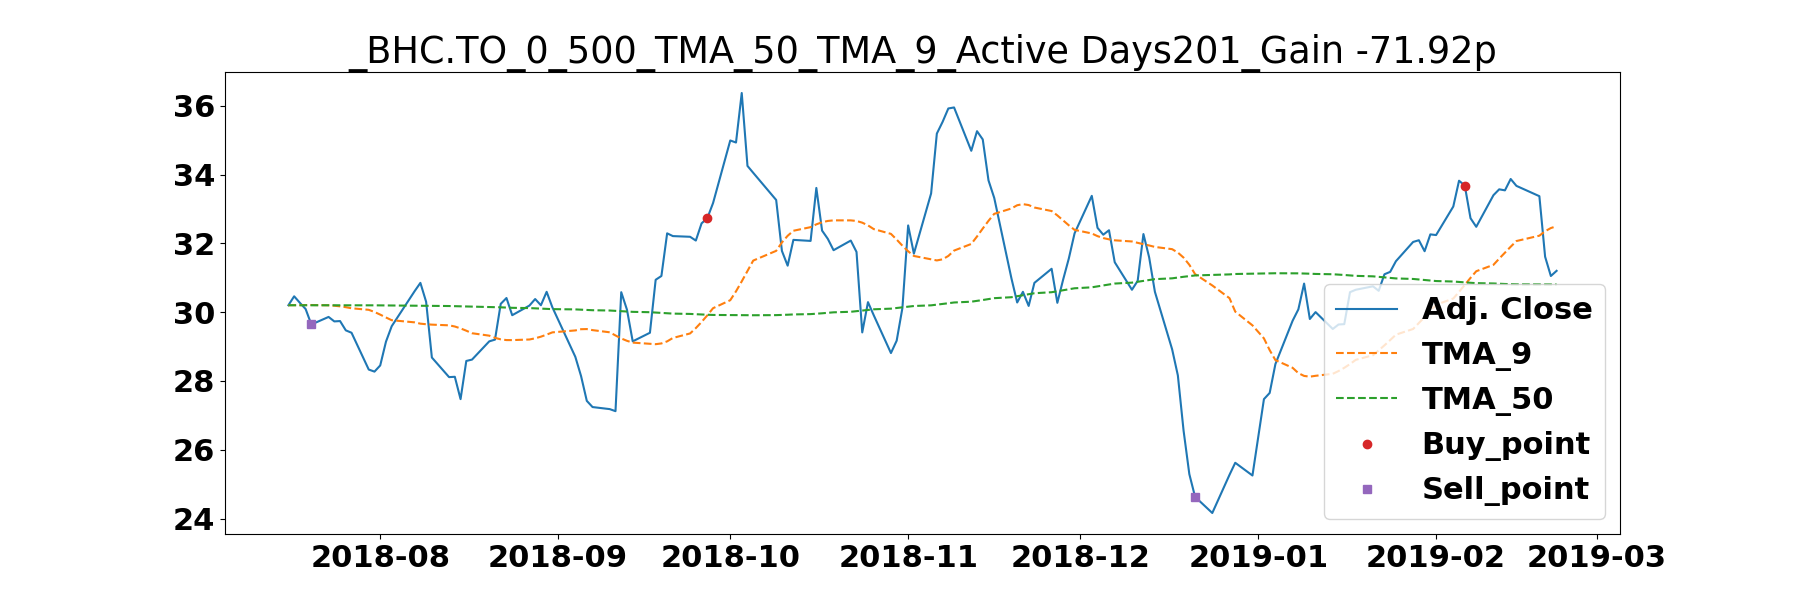 _BHC.TO_0_500_TMA_50_TMA_9_Active Days201_Gain -71.92p
36
34
32
30
28
26
24
Adj. Close
TMA_9
TMA_50
Buy_point
Sell_point
2018-08 2018-09 2018-10 2018-11 2018-12 2019-01 2019-02 2019-03